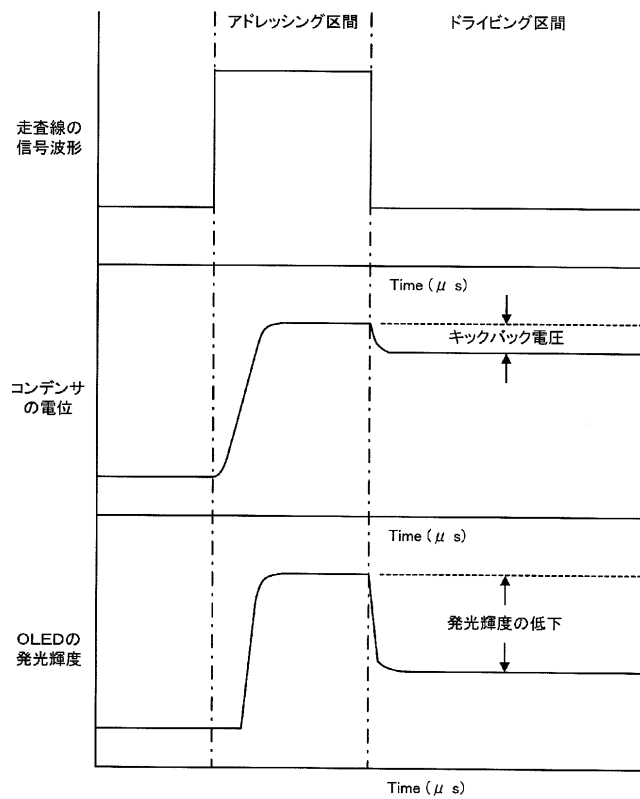 アドレッシング区間
ドライビング区間
走査線の
信号波形
Time (μ s)
キックバック電圧
コンデンサ
の電位
Time (μ s)
発光輝度の低下
OLEDの
発光輝度
Time (μ s)